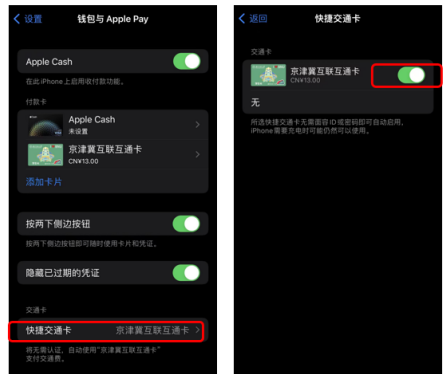 设置
钱包与 Apple Pay
Apple Cash
在此 iPhone 上启用收付款功能。
付款卡
Apple Cash
未设置
京津冀互联互通卡
CN¥13.00
添加卡片
按两下侧边按钮
按两下侧边按钮即可随时使用卡片和凭证。
隐藏已过期的凭证
交通卡
快捷交通卡
京津冀互联互通卡
将无需认证，自动使用“京津冀互联互通卡”
支付交通费。
返回
快捷交通卡
交通卡
京津冀互联互通卡
CN¥13.00
无
所选快捷交通卡无需面容 ID 或密码即可自动启用，
iPhone 需要充电时可能仍然可以使用。